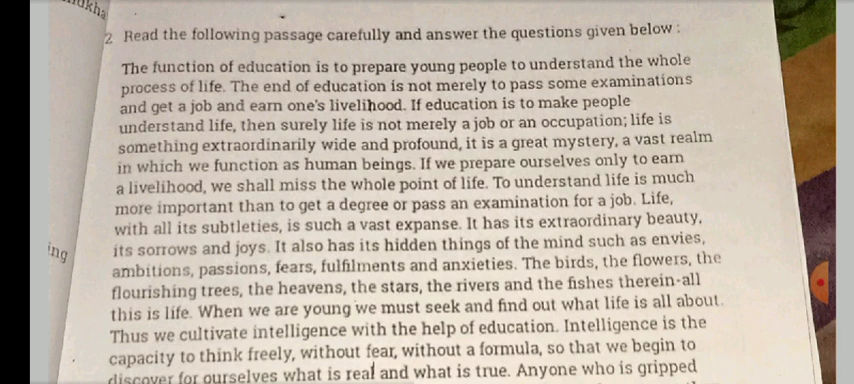 2 Read the following passage carefully and answer the questions given below :
The function of education is to prepare young people to understand the whole
process of life. The end of education is not merely to pass some examinations
and get a job and earn one's livelihood. If education is to make people
understand life, then surely life is not merely a job or an occupation; life is
something extraordinarily wide and profound, it is a great mystery, a vast realm
in which we function as human beings. If we prepare ourselves only to earn
a livelihood, we shall miss the whole point of life. To understand life is much
more important than to get a degree or pass an examination for a job. Life,
with all its subtleties, is such a vast expanse. It has its extraordinary beauty,
its sorrows and joys. It also has its hidden things of the mind such as envies,
ambitions, passions, fears, fulfilments and anxieties. The birds, the flowers, the
flourishing trees, the heavens, the stars, the rivers and the fishes therein-all
this is life. When we are young we must seek and find out what life is all about.
Thus we cultivate intelligence with the help of education. Intelligence is the
capacity to think freely, without fear, without a formula, so that we begin to
discover for ourselves what is real and what is true. Anyone who is gripped